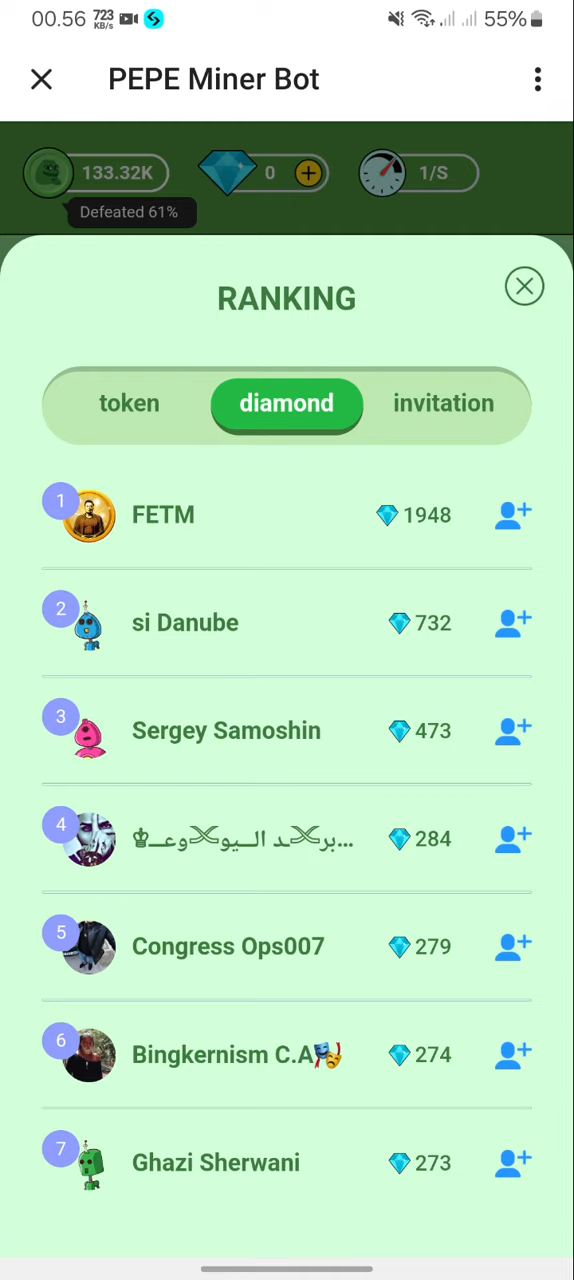 00.56 723 KB/s 55%
PEPE Miner Bot
133.32K 0 1/S
Defeated 61%
RANKING
token diamond invitation
1 FETM 1948
2 si Danube 732
3 Sergey Samoshin 473
4 284
5 Congress Ops007 279
6 Bingkernism C.A🎭 274
7 Ghazi Sherwani 273